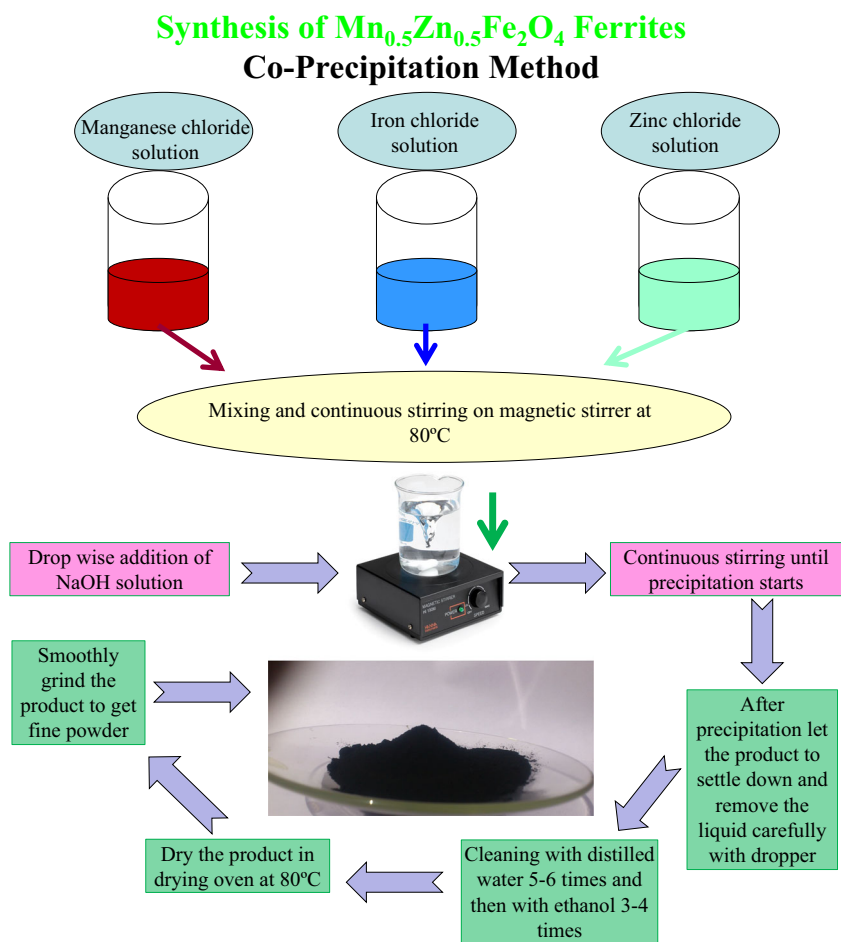 Synthesis of Mn0.5Zn0.5Fe2O4 Ferrites
Co-Precipitation Method
Manganese chloride
solution
Iron chloride
solution
Zinc chloride
solution
Mixing and continuous stirring on magnetic stirrer at
80ºC
Drop wise addition of
NaOH solution
MAGNETIC STIRRER
POWER
SPEED
Continuous stirring until
precipitation starts
After
precipitation let
the product to
settle down and
remove the
liquid carefully
with dropper
Cleaning with distilled
water 5-6 times and
then with ethanol 3-4
times
Dry the product in
drying oven at 80ºC
Smoothly
grind the
product to get
fine powder